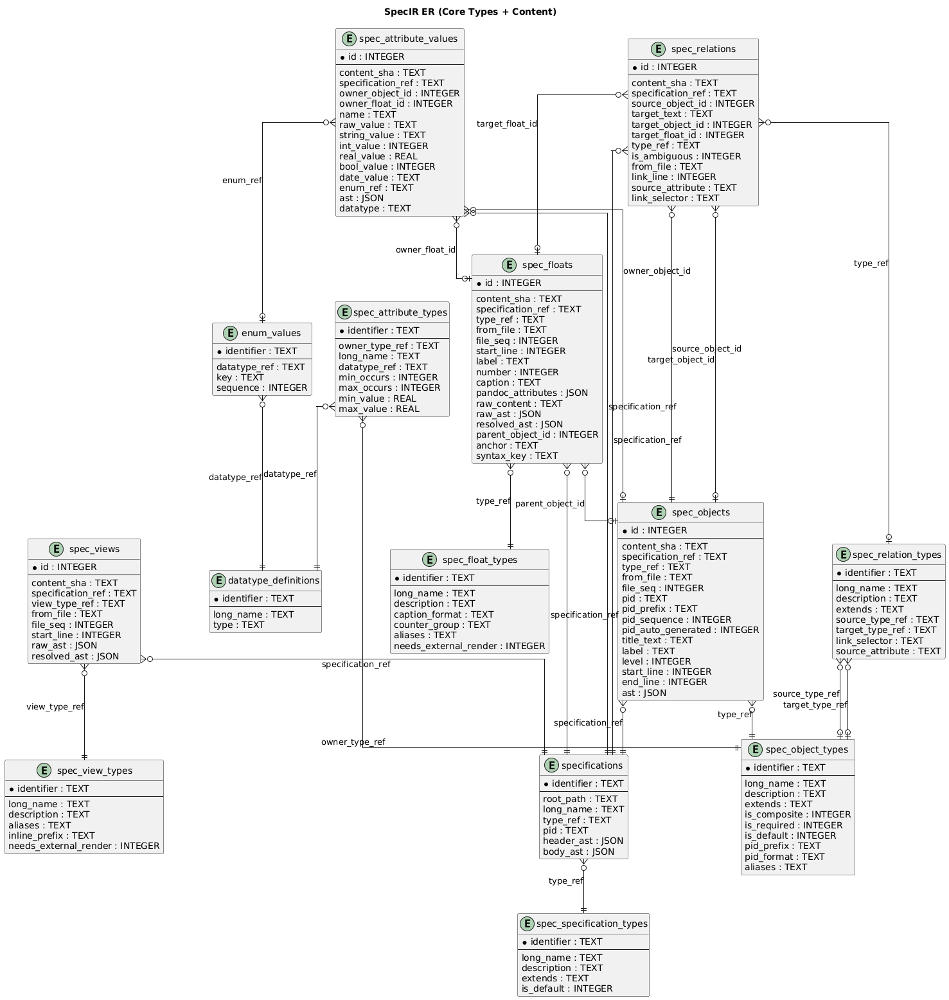 SpecIR ER (Core Types + Content)
E spec_attribute_values
id : INTEGER
content_sha : TEXT
specification_ref : TEXT
owner_object_id : INTEGER
owner_float_id : INTEGER
name : TEXT
raw_value : TEXT
string_value : TEXT
int_value : INTEGER
real_value : REAL
bool_value : INTEGER
date_value : TEXT
enum_ref : TEXT
ast : JSON
datatype : TEXT
E spec_relations
id : INTEGER
content_sha : TEXT
specification_ref : TEXT
source_object_id : INTEGER
target_text : TEXT
target_object_id : INTEGER
target_float_id : INTEGER
type_ref : TEXT
is_ambiguous : INTEGER
from_file : TEXT
link_line : INTEGER
source_attribute : TEXT
link_selector : TEXT
target_float_id
enum_ref
owner_float_id
owner_object_id
type_ref
E spec_floats
id : INTEGER
content_sha : TEXT
specification_ref : TEXT
type_ref : TEXT
from_file : TEXT
file_seq : INTEGER
start_line : INTEGER
label : TEXT
number : INTEGER
caption : TEXT
pandoc_attributes : JSON
raw_content : TEXT
raw_ast : JSON
resolved_ast : JSON
parent_object_id : INTEGER
anchor : TEXT
syntax_key : TEXT
E spec_attribute_types
identifier : TEXT
owner_type_ref : TEXT
long_name : TEXT
datatype_ref : TEXT
min_occurs : INTEGER
max_occurs : INTEGER
min_value : REAL
max_value : REAL
E enum_values
identifier : TEXT
datatype_ref : TEXT
key : TEXT
sequence : INTEGER
source_object_id
target_object_id
specification_ref
specification_ref
datatype_ref
datatype_ref
type_ref
parent_object_id
E spec_objects
id : INTEGER
content_sha : TEXT
specification_ref : TEXT
type_ref : TEXT
from_file : TEXT
file_seq : INTEGER
pid : TEXT
pid_prefix : TEXT
pid_sequence : INTEGER
pid_auto_generated : INTEGER
title_text : TEXT
label : TEXT
level : INTEGER
start_line : INTEGER
end_line : INTEGER
ast : JSON
E spec_views
id : INTEGER
content_sha : TEXT
specification_ref : TEXT
view_type_ref : TEXT
from_file : TEXT
file_seq : INTEGER
start_line : INTEGER
raw_ast : JSON
resolved_ast : JSON
E datatype_definitions
identifier : TEXT
long_name : TEXT
type : TEXT
E spec_float_types
identifier : TEXT
long_name : TEXT
description : TEXT
caption_format : TEXT
counter_group : TEXT
aliases : TEXT
needs_external_render : INTEGER
E spec_relation_types
identifier : TEXT
long_name : TEXT
description : TEXT
extends : TEXT
source_type_ref : TEXT
target_type_ref : TEXT
link_selector : TEXT
source_attribute : TEXT
specification_ref
specification_ref
view_type_ref
source_type_ref
target_type_ref
specification_ref
type_ref
owner_type_ref
E spec_view_types
identifier : TEXT
long_name : TEXT
description : TEXT
aliases : TEXT
inline_prefix : TEXT
needs_external_render : INTEGER
E specifications
identifier : TEXT
root_path : TEXT
long_name : TEXT
type_ref : TEXT
pid : TEXT
header_ast : JSON
body_ast : JSON
E spec_object_types
identifier : TEXT
long_name : TEXT
description : TEXT
extends : TEXT
is_composite : INTEGER
is_required : INTEGER
is_default : INTEGER
pid_prefix : TEXT
pid_format : TEXT
aliases : TEXT
type_ref
E spec_specification_types
identifier : TEXT
long_name : TEXT
description : TEXT
extends : TEXT
is_default : INTEGER